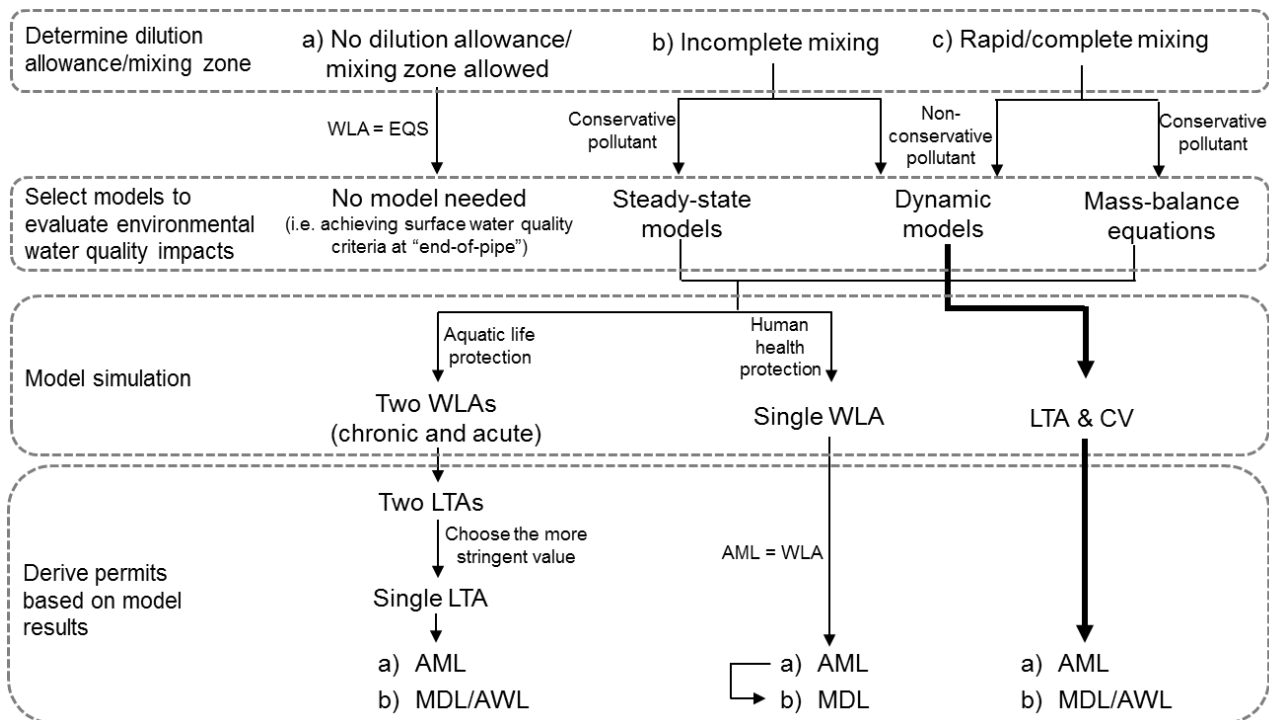 Determine dilution
allowance/mixing zone
a) No dilution allowance/
mixing zone allowed
b) Incomplete mixing
c) Rapid/complete mixing
WLA = EQS
Conservative
pollutant
Non-
conservative
pollutant
Conservative
pollutant
Select models to
evaluate environmental
water quality impacts
No model needed
(i.e. achieving surface water quality
criteria at “end-of-pipe”)
Steady-state
models
Dynamic
models
Mass-balance
equations
Model simulation
Aquatic life
protection
Human
health
protection
Two WLAs
(chronic and acute)
Single WLA
LTA & CV
Derive permits
based on model
results
Two LTAs
Choose the more
stringent value
Single LTA
AML = WLA
a) AML
b) MDL/AWL
a) AML
b) MDL
a) AML
b) MDL/AWL